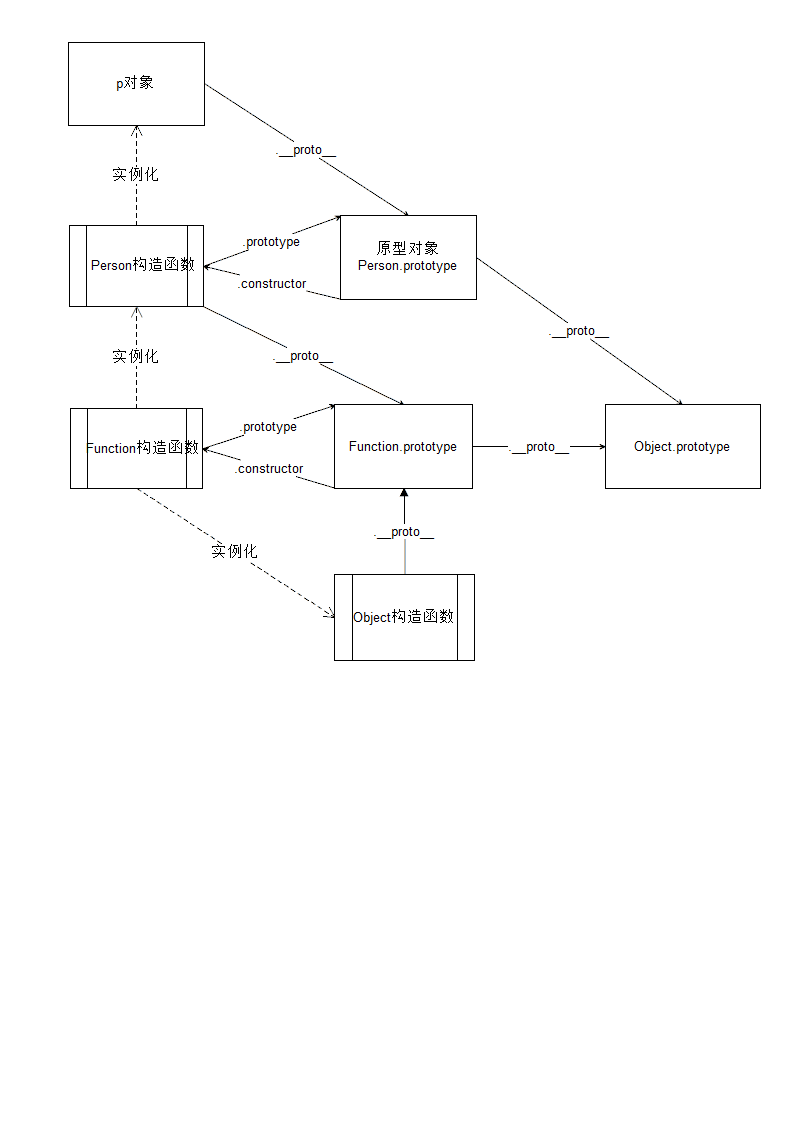 p对象
.__proto__
实例化
.prototype
原型对象
Person.prototype
Person构造函数
.constructor
.__proto__
实例化
.__proto__
.prototype
Function构造函数
Function.prototype
.__proto__
Object.prototype
.constructor
.__proto__
实例化
Object构造函数